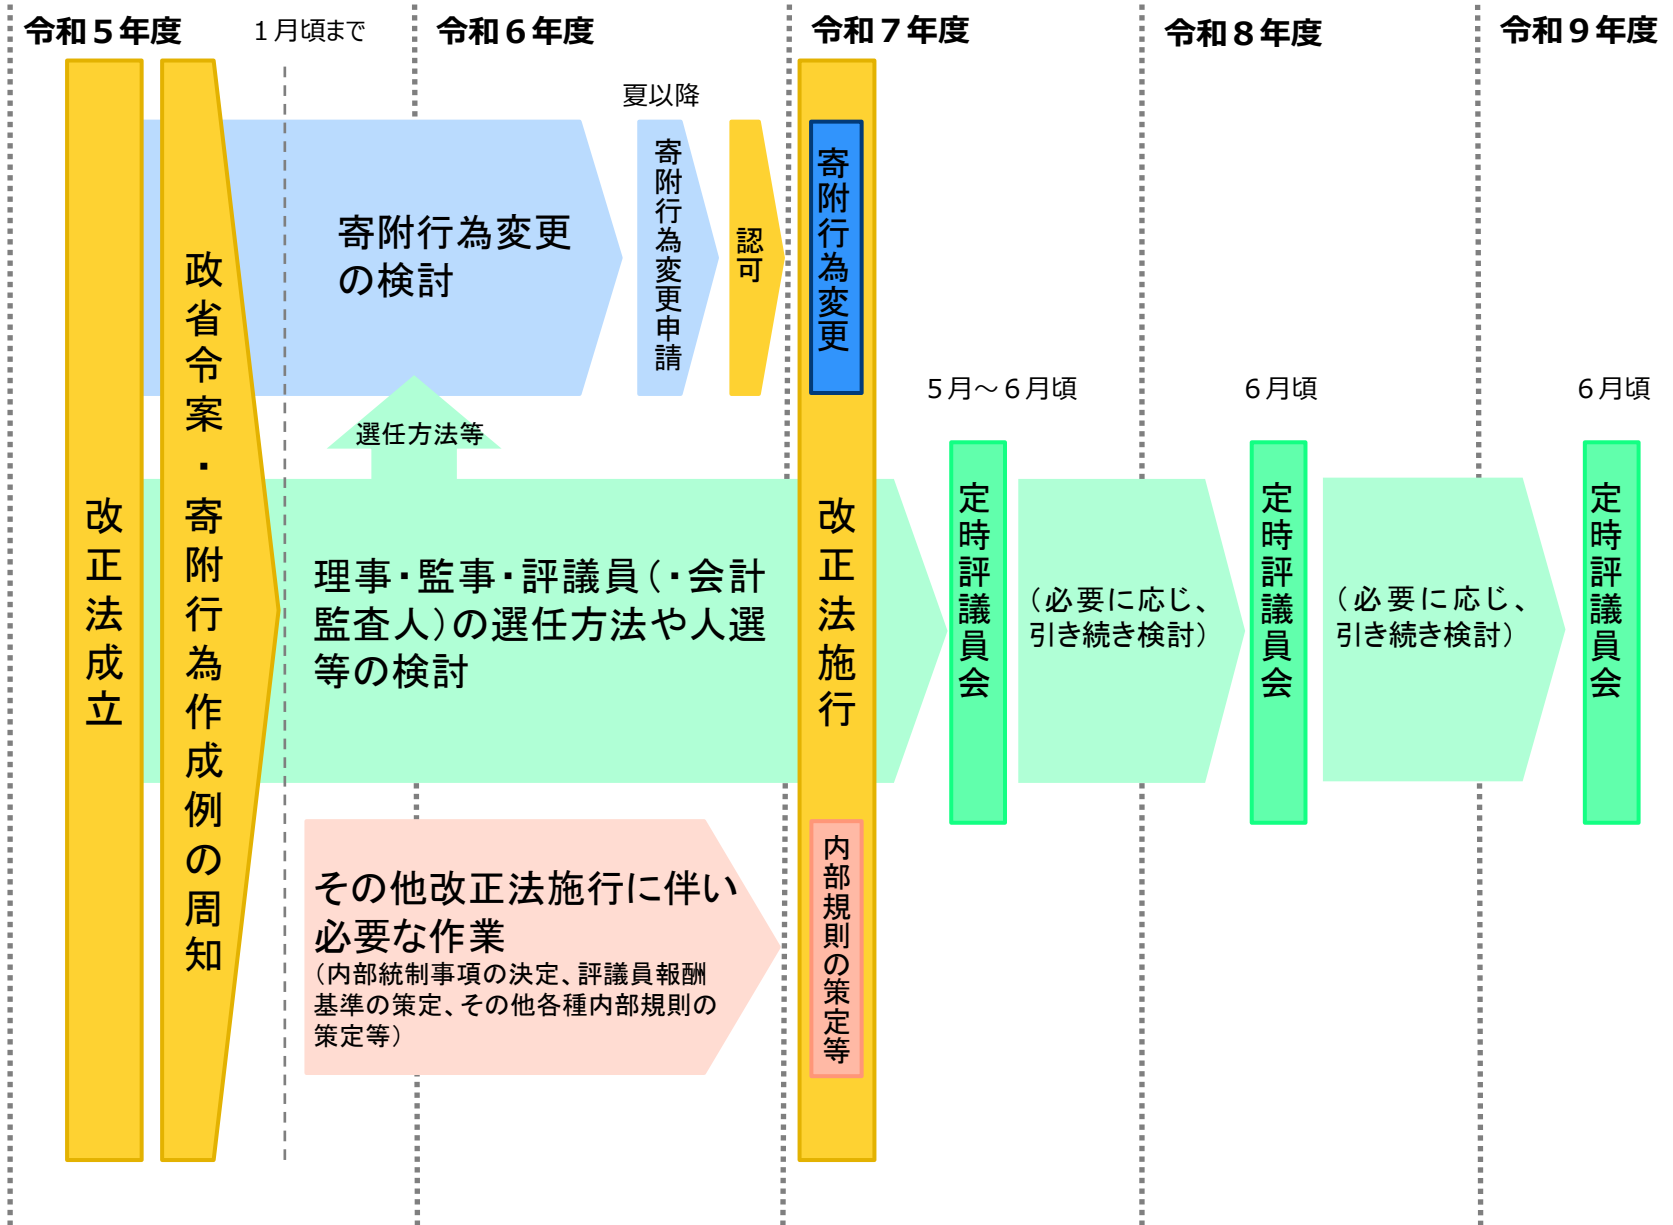 令和５年度
１月頃まで
令和６年度
令和７年度
令和８年度
令和９年度
改正法成立
政省令案・寄附行為作成例の周知
寄附行為変更
の検討
夏以降
寄附行為変更申請
認可
寄附行為変更
選任方法等
理事・監事・評議員（・会計
監査人）の選任方法や人選
等の検討
改正法施行
５月～６月頃
定時評議員会
（必要に応じ、
引き続き検討）
６月頃
定時評議員会
（必要に応じ、
引き続き検討）
６月頃
定時評議員会
その他改正法施行に伴い
必要な作業
（内部統制事項の決定、評議員報酬
基準の策定、その他各種内部規則の
策定等）
内部規則の策定等